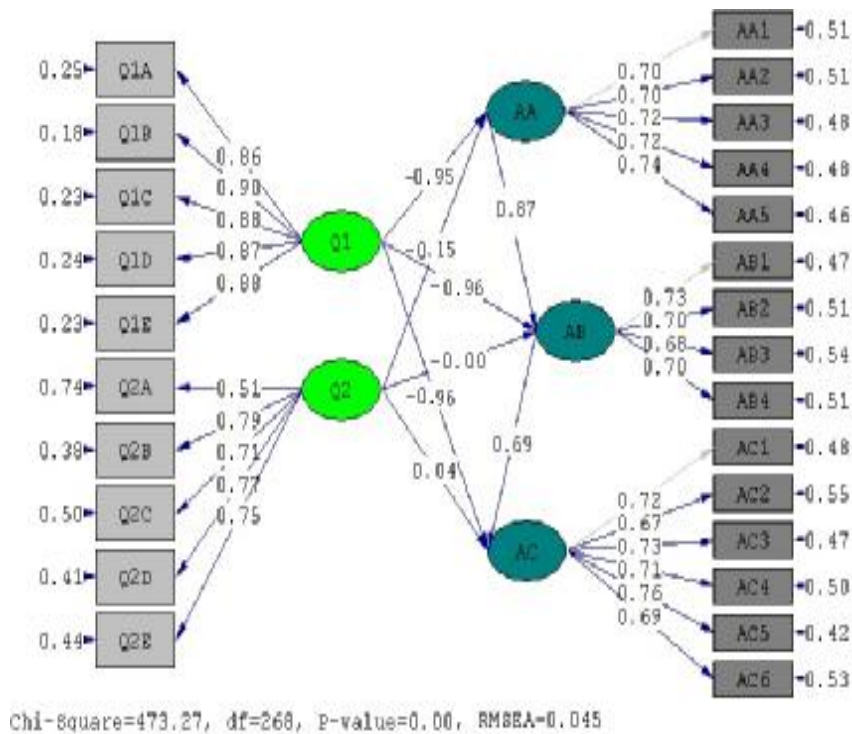 0.25 Q1A
0.18 Q1B
0.23 Q1C
0.24 Q1D
0.23 Q1E
0.74 Q2A
0.39 Q2B
0.50 Q2C
0.41 Q2D
0.44 Q2E
0.86
0.90
0.88
0.87
0.88
0.51
0.79
0.71
0.77
0.75
Q1
Q2
-0.95
-0.15
-0.96
-0.00
-0.96
0.04
0.87
0.69
AA
AB
AC
0.70
0.70
0.72
0.72
0.74
0.73
0.70
0.68
0.70
0.72
0.67
0.73
0.71
0.76
0.69
AA1 0.51
AA2 0.51
AA3 0.48
AA4 0.48
AA5 0.46
AB1 0.47
AB2 0.51
AB3 0.54
AB4 0.51
AC1 0.48
AC2 0.55
AC3 0.47
AC4 0.50
AC5 0.42
AC6 0.53
Chi-Square=473.27, df=268, P-value=0.00, RMSEA=0.045